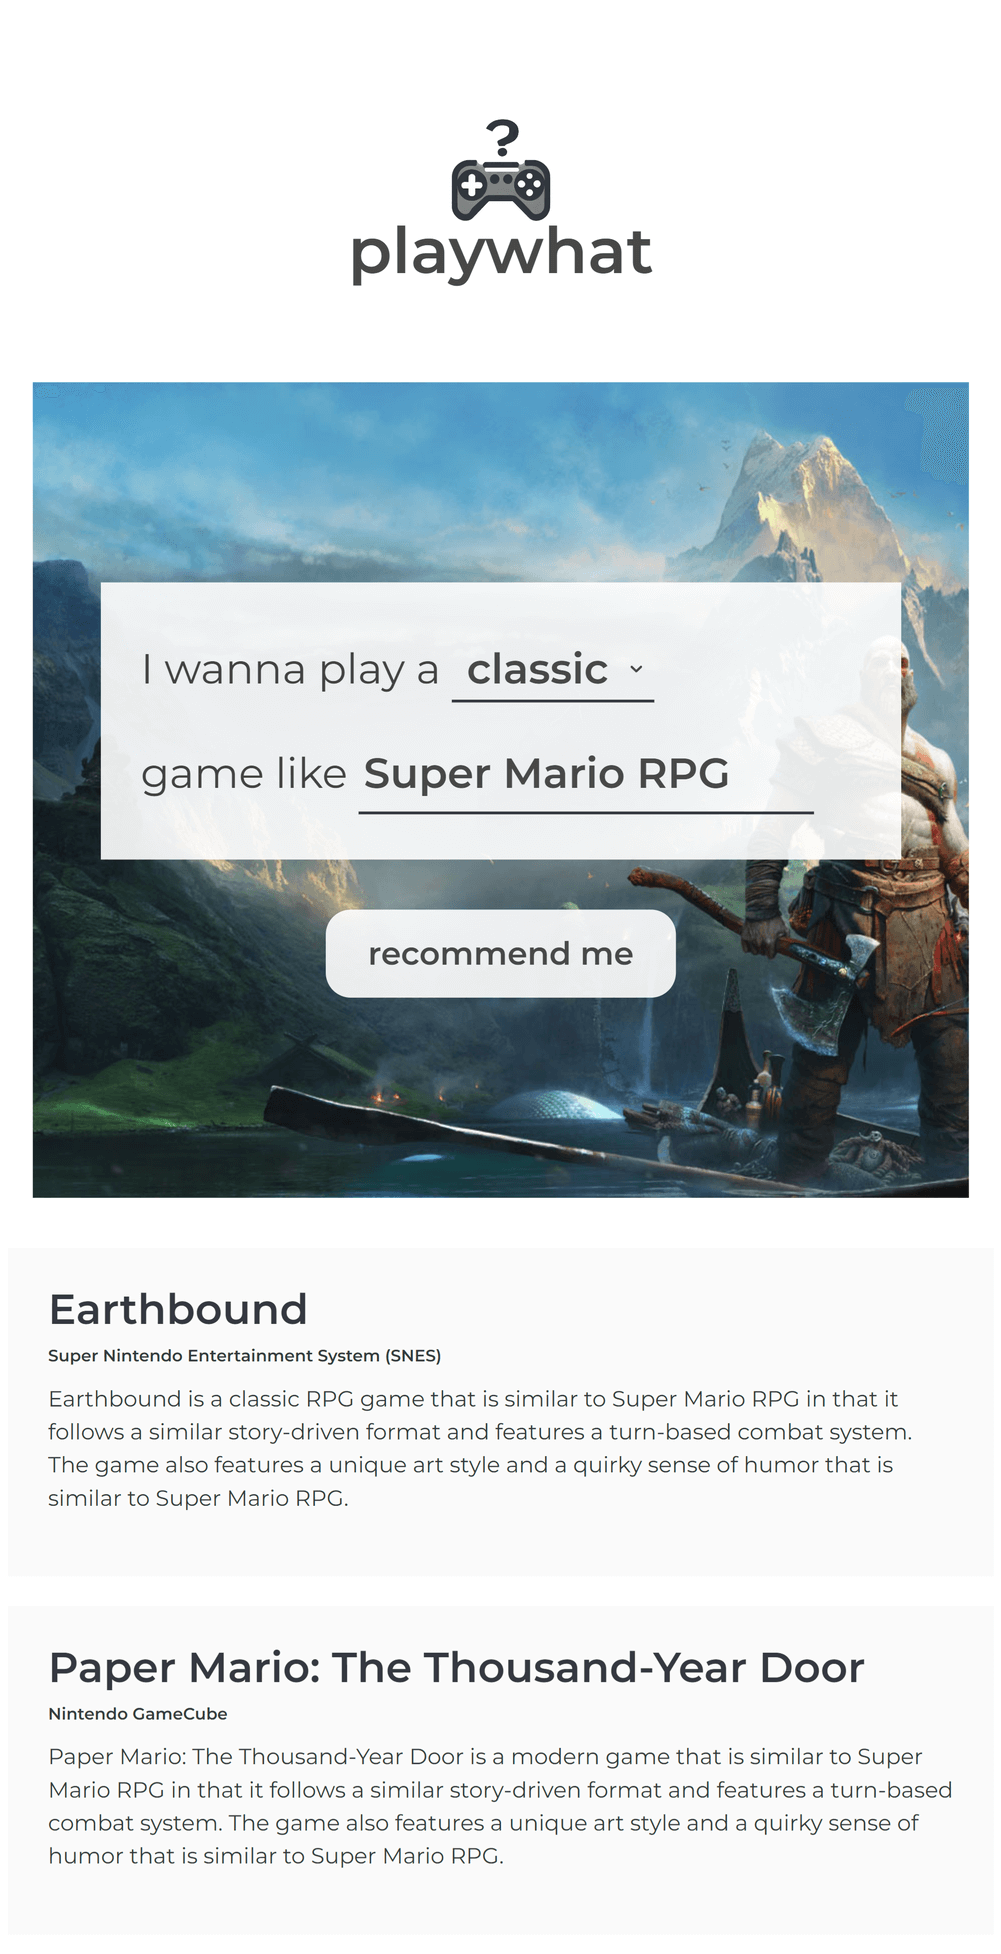 ?
playwhat
I wanna play a classic
game like Super Mario RPG
recommend me
Earthbound
Super Nintendo Entertainment System (SNES)
Earthbound is a classic RPG game that is similar to Super Mario RPG in that it
follows a similar story-driven format and features a turn-based combat system.
The game also features a unique art style and a quirky sense of humor that is
similar to Super Mario RPG.
Paper Mario: The Thousand-Year Door
Nintendo GameCube
Paper Mario: The Thousand-Year Door is a modern game that is similar to Super
Mario RPG in that it follows a similar story-driven format and features a turn-based
combat system. The game also features a unique art style and a quirky sense of
humor that is similar to Super Mario RPG.